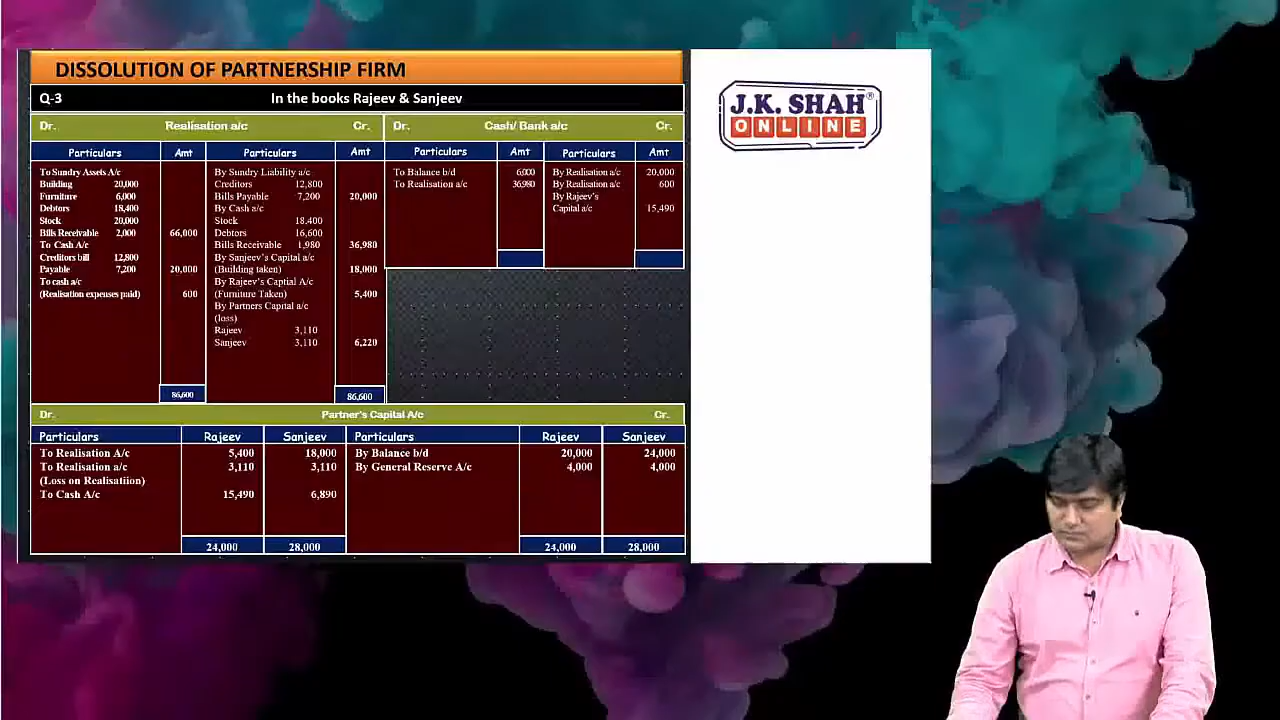 DISSOLUTION OF PARTNERSHIP FIRM
Q-3 In the books Rajeev & Sanjeev
Dr. Realisation a/c Cr.
Particulars Amt Particulars Amt
To Sundry Assets A/c By Sundry Liability a/c
Building 20,000 Creditors 12,800
Furniture 6,000 Bills Payable 7,200 20,000
Debtors 18,400 By Cash a/c
Stock 20,000 Stock 18,400
Bills Receivable 2,000 66,000 Debtors 16,600
To Cash A/c Bills Receivable 1,980 36,980
Creditors bill 12,800 By Sanjeev's Capital a/c
Payable 7,200 20,000 (Building taken) 18,000
To cash a/c By Rajeev's Captial A/c
(Realisation expenses paid) 600 (Furniture Taken) 5,400
By Partners Capital a/c
(loss)
Rajeev 3,110
Sanjeev 3,110 6,220
86,600 86,600
Dr. Cash/ Bank a/c Cr.
Particulars Amt Particulars Amt
To Balance b/d 6,000 By Realisation a/c 20,000
To Realisation a/c 36,980 By Realisation a/c 600
By Rajeev's
Capital a/c 15,490
Dr. Partner's Capital A/c Cr.
Particulars Rajeev Sanjeev Particulars Rajeev Sanjeev
To Realisation A/c 5,400 18,000 By Balance b/d 20,000 24,000
To Realisation a/c 3,110 3,110 By General Reserve A/c 4,000 4,000
(Loss on Realisatiion)
To Cash A/c 15,490 6,890
24,000 28,000 24,000 28,000
J.K. SHAH®
ONLINE